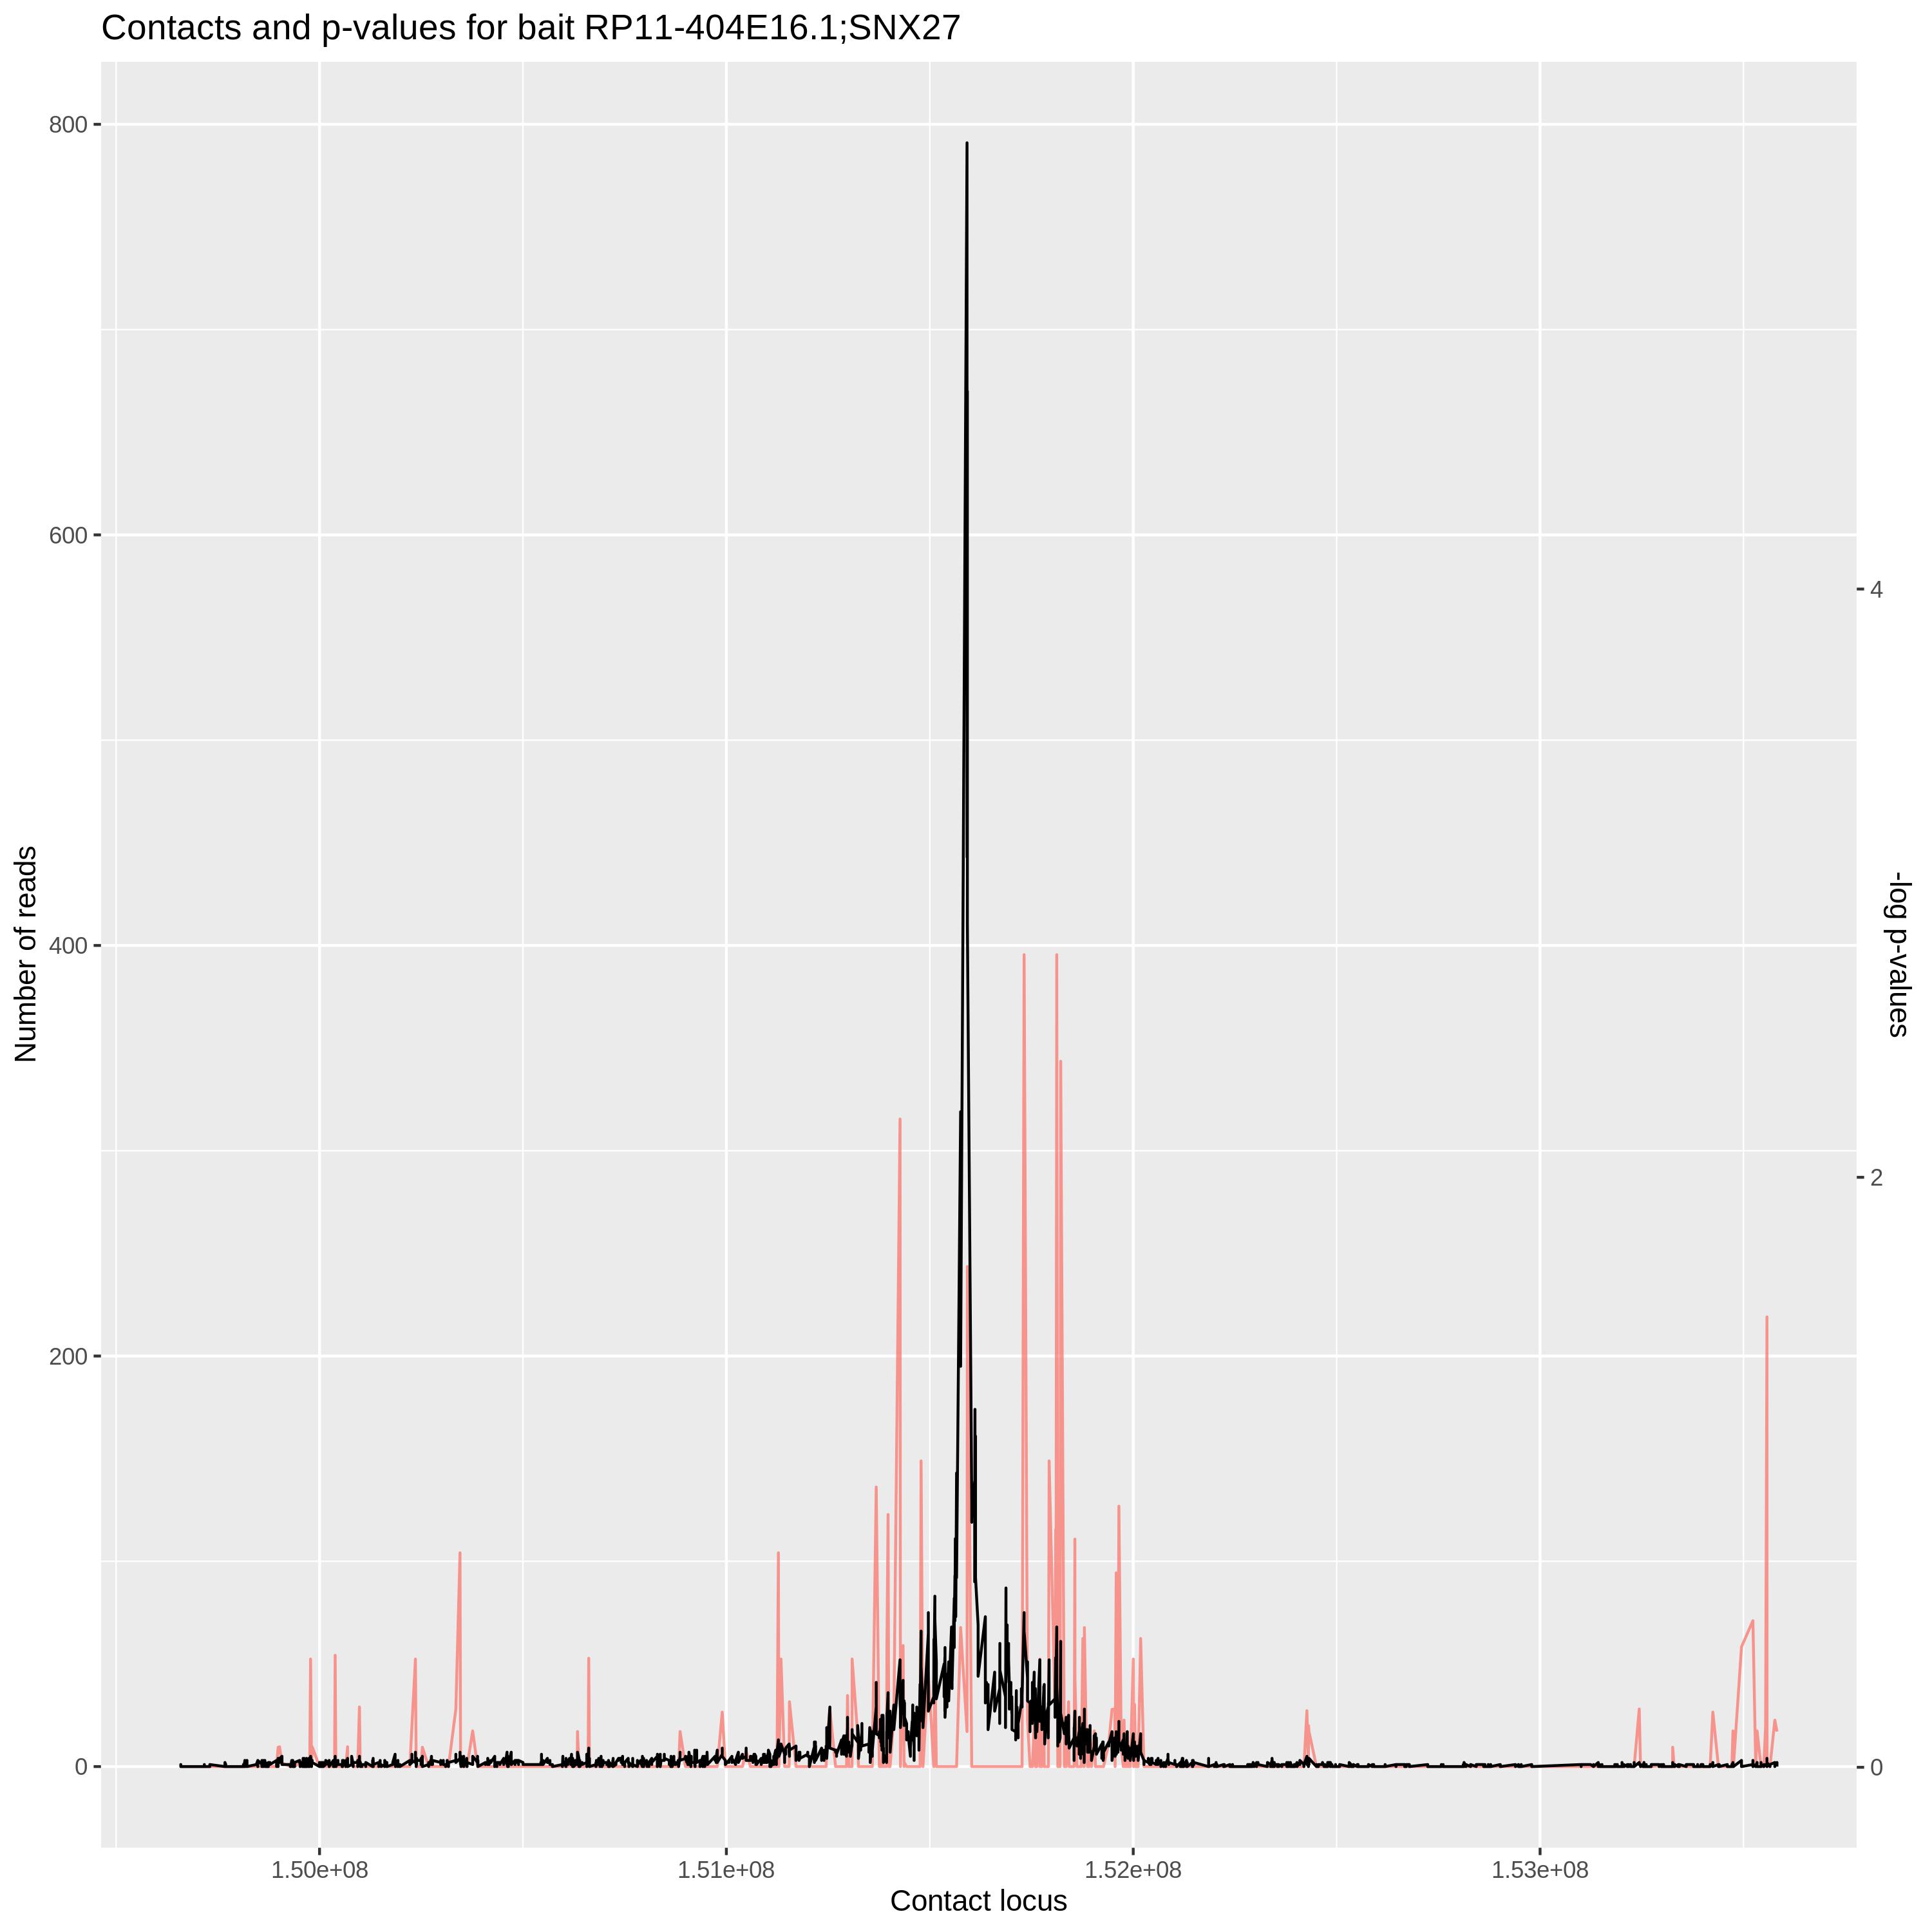 Contacts and p-values for bait RP11-404E16.1;SNX27
800
600
400
200
0
4
2
0
Number of reads
-log p-values
1.50e+08
1.51e+08
1.52e+08
1.53e+08
Contact locus